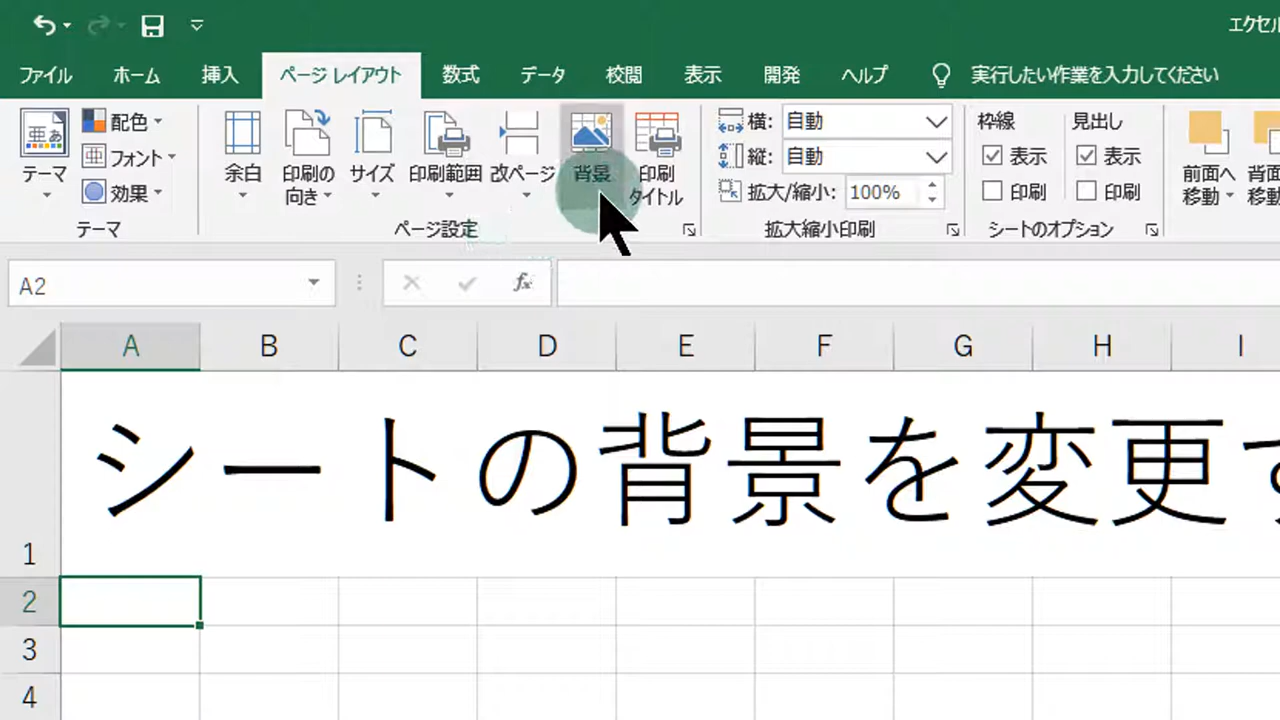 エクセル
ファイル ホーム 挿入 ページ レイアウト 数式 データ 校閲 表示 開発 ヘルプ 実行したい作業を入力してください
テーマ
配色
フォント
効果
テーマ
余白
印刷の
向き
サイズ
印刷範囲
改ページ
背景
印刷
タイトル
ページ設定
横: 自動
縦: 自動
拡大/縮小: 100%
拡大縮小印刷
枠線 見出し
表示 表示
印刷 印刷
シートのオプション
前面へ
移動
背面
移動
A2 fx
A B C D E F G H I
1 シートの背景を変更す
2
3
4